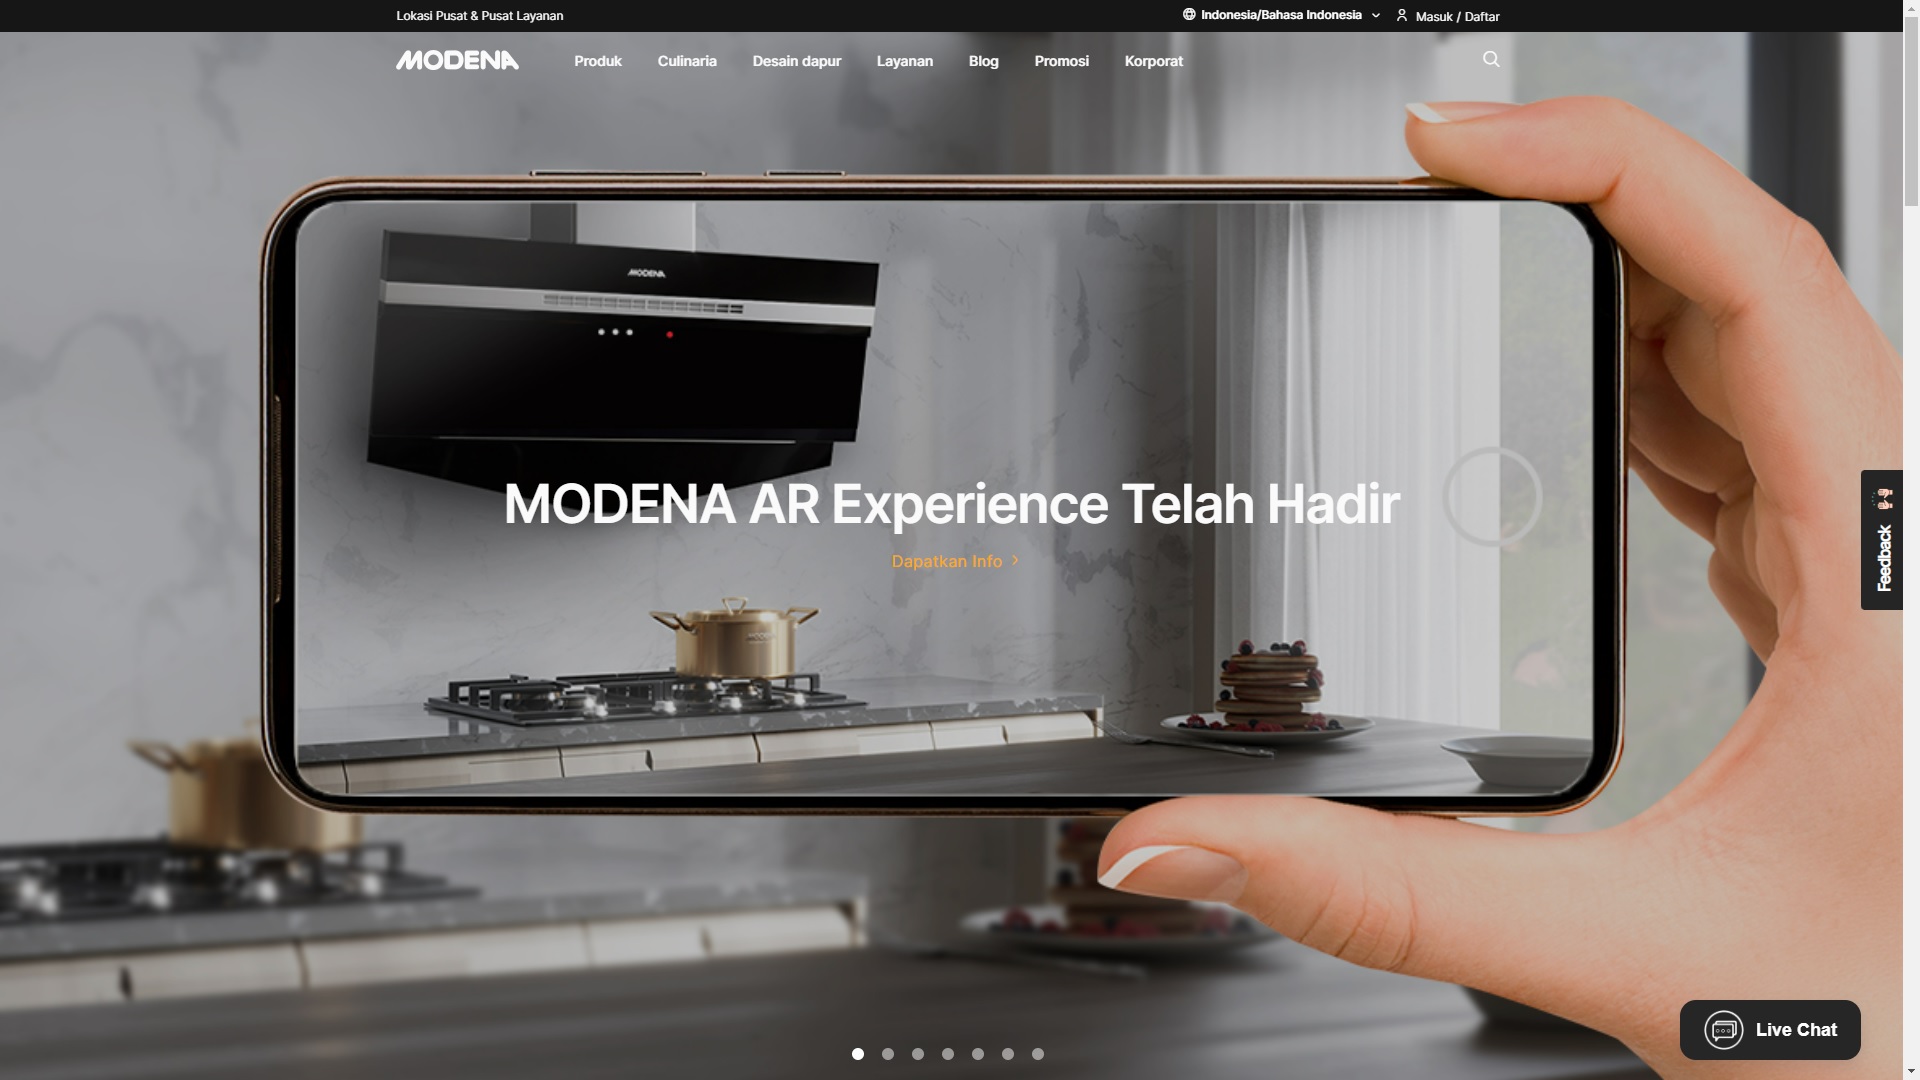 Lokasi Pusat & Pusat Layanan
Indonesia/Bahasa Indonesia
Masuk / Daftar
MODENA
Produk
Culinaria
Desain dapur
Layanan
Blog
Promosi
Korporat
MODENA
MODENA AR Experience Telah Hadir
Dapatkan Info
MODENA
Feedback
Live Chat